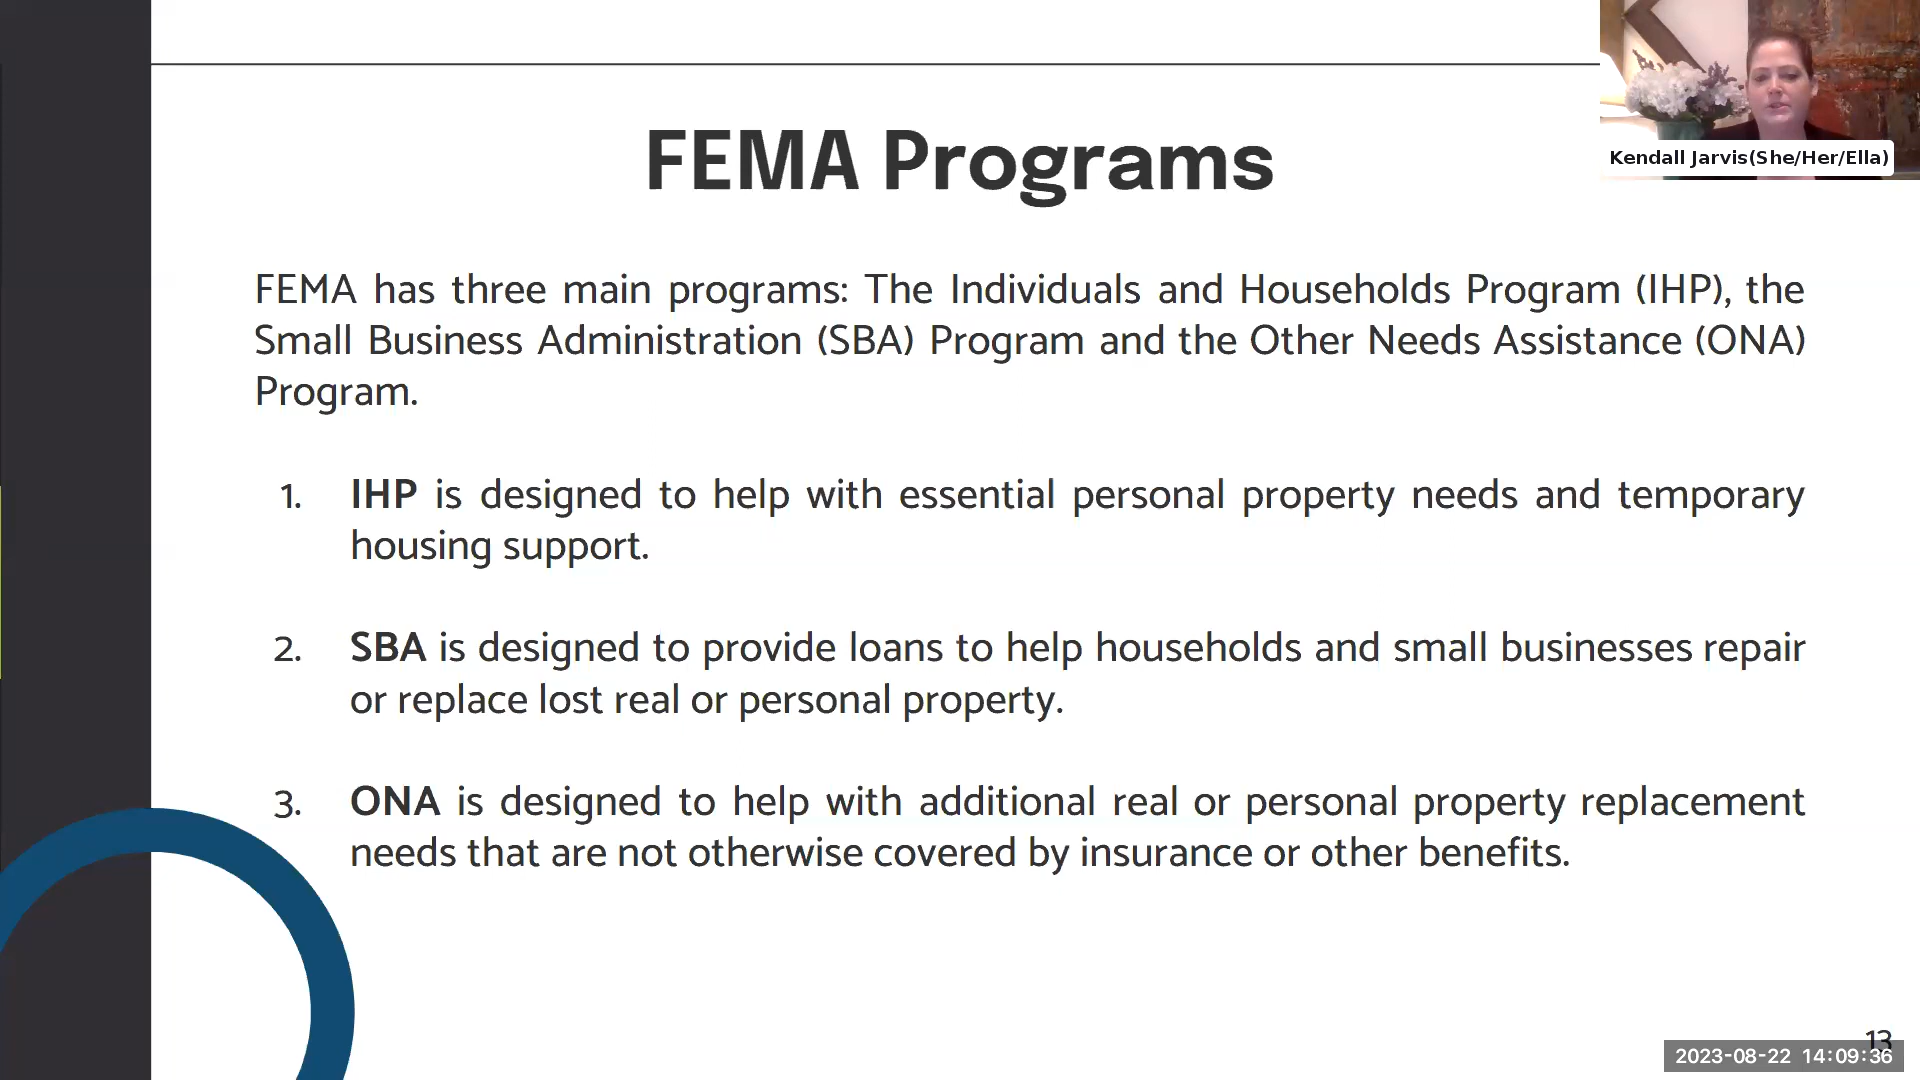 FEMA Programs
Kendall Jarvis(She/Her/Ella)
FEMA has three main programs: The Individuals and Households Program (IHP), the
Small Business Administration (SBA) Program and the Other Needs Assistance (ONA)
Program.
1. IHP is designed to help with essential personal property needs and temporary
housing support.
2. SBA is designed to provide loans to help households and small businesses repair
or replace lost real or personal property.
3. ONA is designed to help with additional real or personal property replacement
needs that are not otherwise covered by insurance or other benefits.
13
2023-08-22 14:09:36